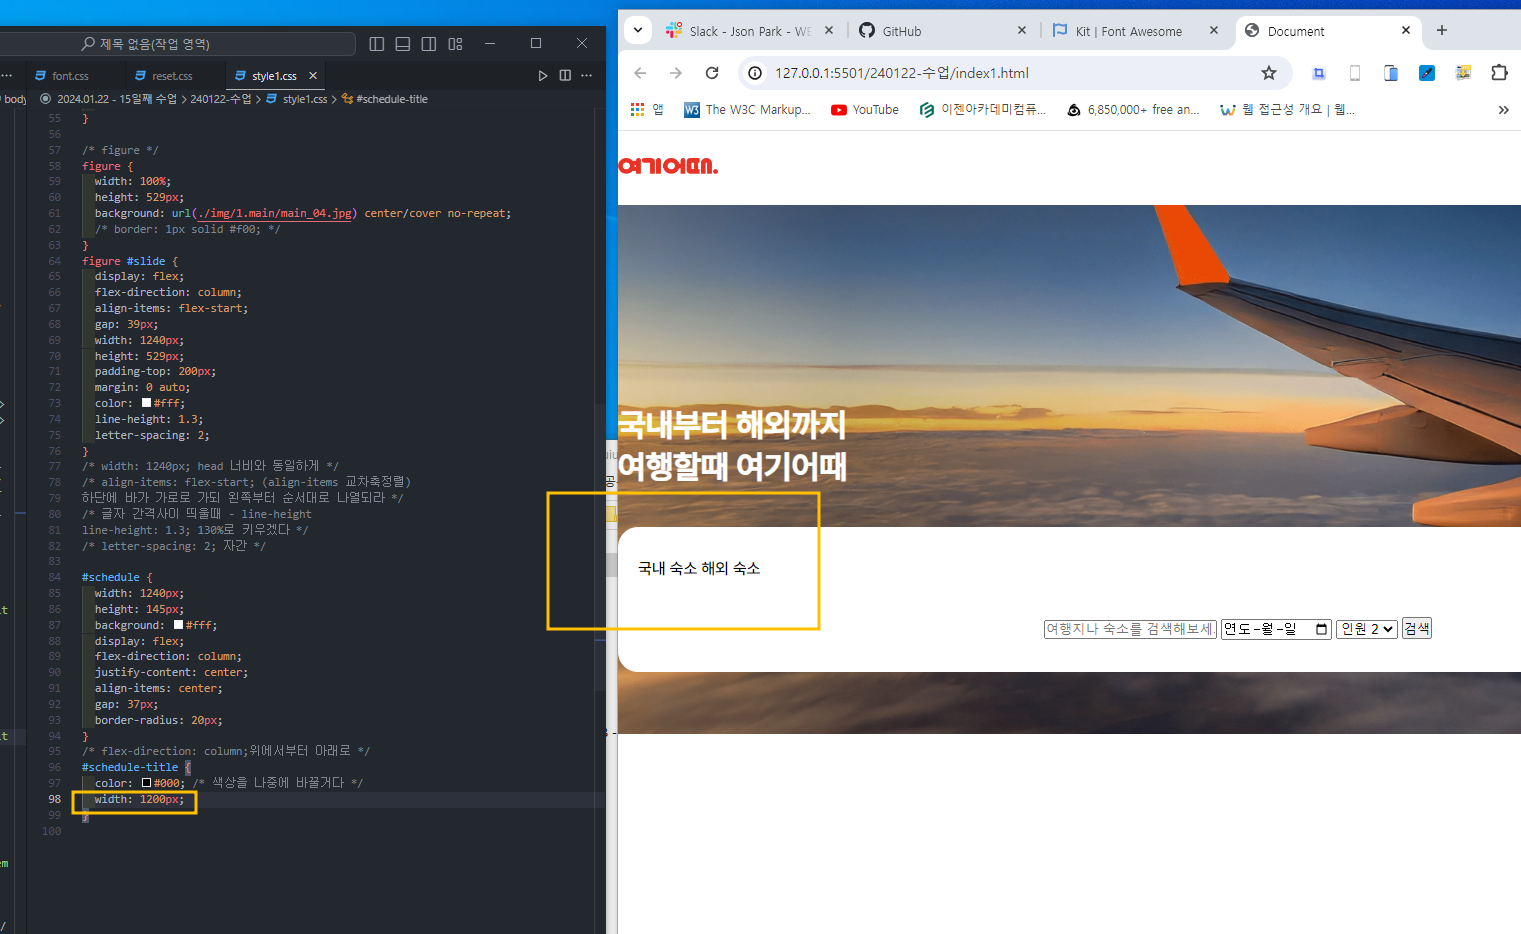 제목 없음(작업 영역)
font.css
reset.css
style1.css
body
2024.01.22 - 15일째 수업 > 240122-수업 > style1.css > #schedule-title
55 }
56
57 /* figure */
58 figure {
59 width: 100%;
60 height: 529px;
61 background: url(./img/1.main/main_04.jpg) center/cover no-repeat;
62 /* border: 1px solid #f00; */
63 }
64 figure #slide {
65 display: flex;
66 flex-direction: column;
67 align-items: flex-start;
68 gap: 39px;
69 width: 1240px;
70 height: 529px;
71 padding-top: 200px;
72 margin: 0 auto;
73 color: #fff;
74 line-height: 1.3;
75 letter-spacing: 2;
76 }
77 /* width: 1240px; head 너비와 동일하게 */
78 /* align-items: flex-start; (align-items 교차축정렬)
79 하단에 바가 가로로 가되 왼쪽부터 순서대로 나열되라 */
80 /* 글자 간격사이 띄울때 - line-height
81 line-height: 1.3; 130%로 키우겠다 */
82 /* letter-spacing: 2; 자간 */
83
84 #schedule {
85 width: 1240px;
86 height: 145px;
87 background: #fff;
88 display: flex;
89 flex-direction: column;
90 justify-content: center;
91 align-items: center;
92 gap: 37px;
93 border-radius: 20px;
94 }
95 /* flex-direction: column;위에서부터 아래로 */
96 #schedule-title {
97 color: #000; /* 색상을 나중에 바꿀거다 */
98 width: 1200px;
99 }
100
Slack - Json Park - WE
GitHub
Kit | Font Awesome
Document
127.0.0.1:5501/240122-수업/index1.html
앱
The W3C Markup...
YouTube
이젠아카데미컴퓨...
6,850,000+ free an...
웹 접근성 개요 | 웹...
여기어때.
국내부터 해외까지
여행할때 여기어때
국내 숙소 해외 숙소
여행지나 숙소를 검색해보세.
연도-월-일
인원 2
검색